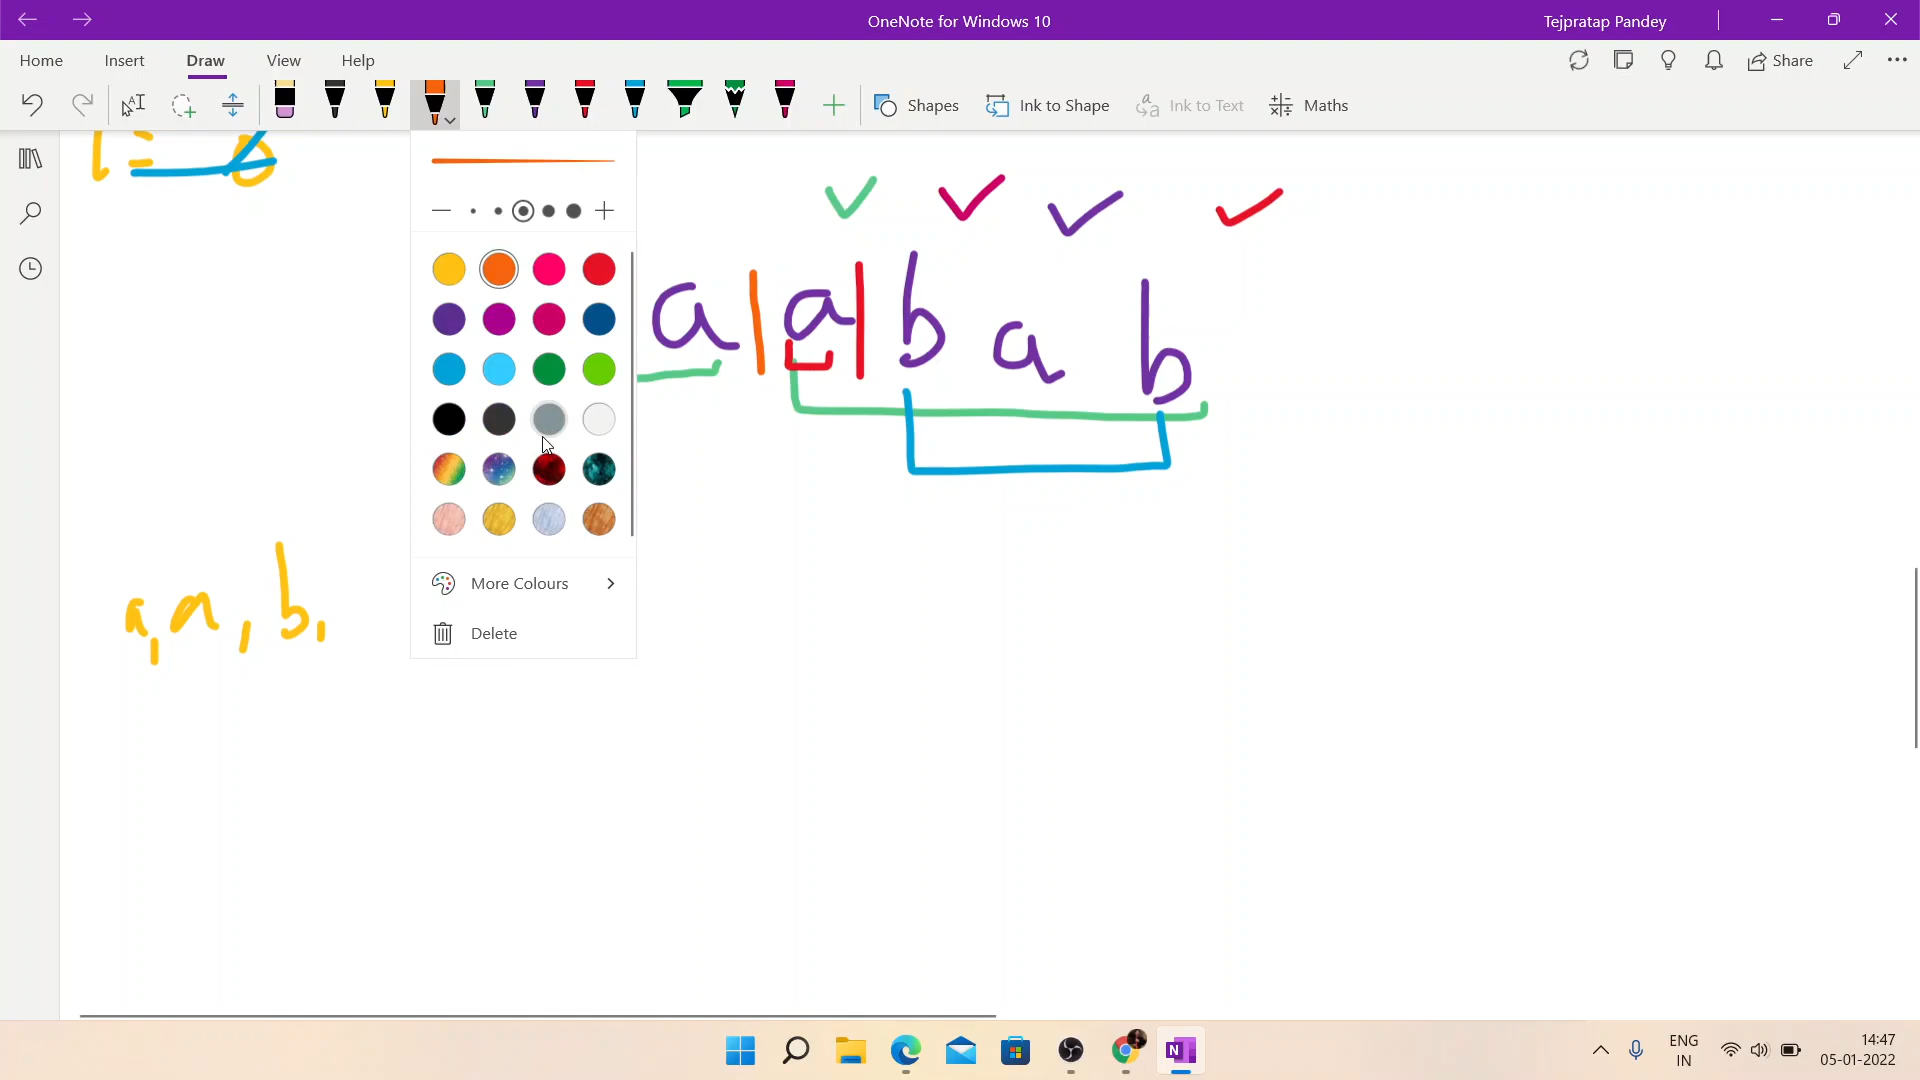 OneNote for Windows 10
Tejpratap Pandey
Home Insert Draw View Help
Share
Shapes Ink to Shape Ink to Text Maths
a | a | b a b
More Colours
a, a, b,
Delete
ENG
IN
14:47
05-01-2022